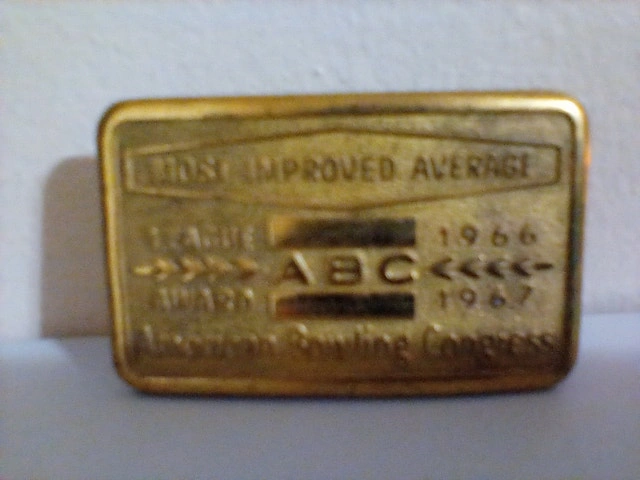 MOST IMPROVED AVERAGE
LEAGUE 1966
ABC
AWARD 1967
American Bowling Congress